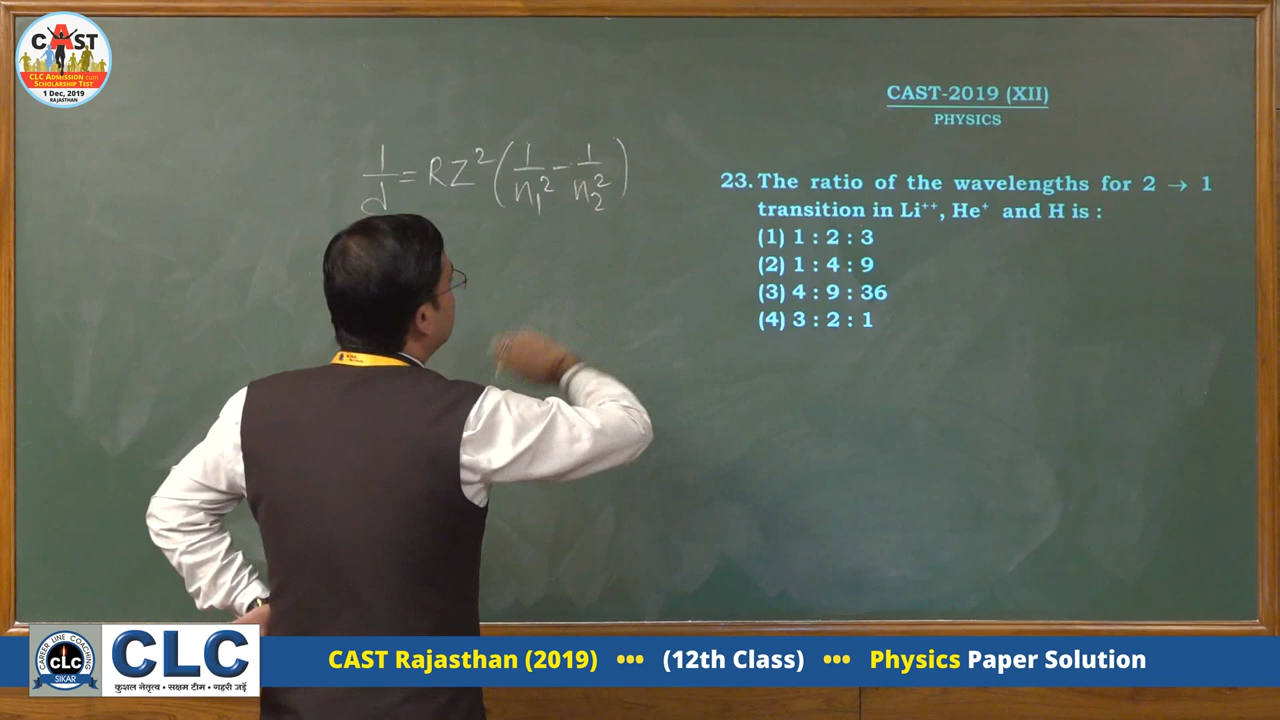 CAST
CLC ADMISSION cum
SCHOLARSHIP TEST
1 Dec, 2019
RAJASTHAN
1/λ = RZ²(1/n₁² - 1/n₂²)
CAST-2019 (XII)
PHYSICS
23. The ratio of the wavelengths for 2 → 1
transition in Li⁺⁺, He⁺ and H is :
(1) 1 : 2 : 3
(2) 1 : 4 : 9
(3) 4 : 9 : 36
(4) 3 : 2 : 1
CAREER LINE COACHING
CLC
SIKAR
CLC
कुशल नेतृत्व • सक्षम टीम • गहरी जड़ें
CAST Rajasthan (2019) ••• (12th Class) ••• Physics Paper Solution